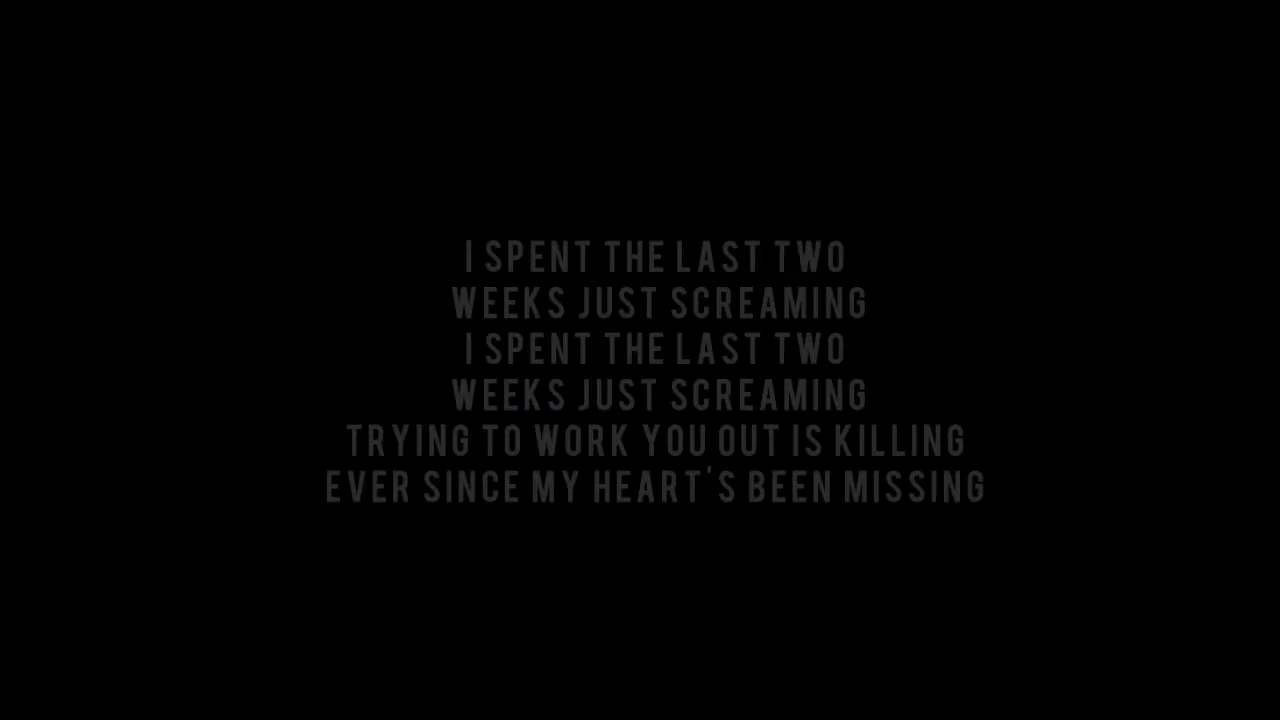 I SPENT THE LAST TWO
WEEKS JUST SCREAMING
I SPENT THE LAST TWO
WEEKS JUST SCREAMING
TRYING TO WORK YOU OUT IS KILLING
EVER SINCE MY HEART'S BEEN MISSING